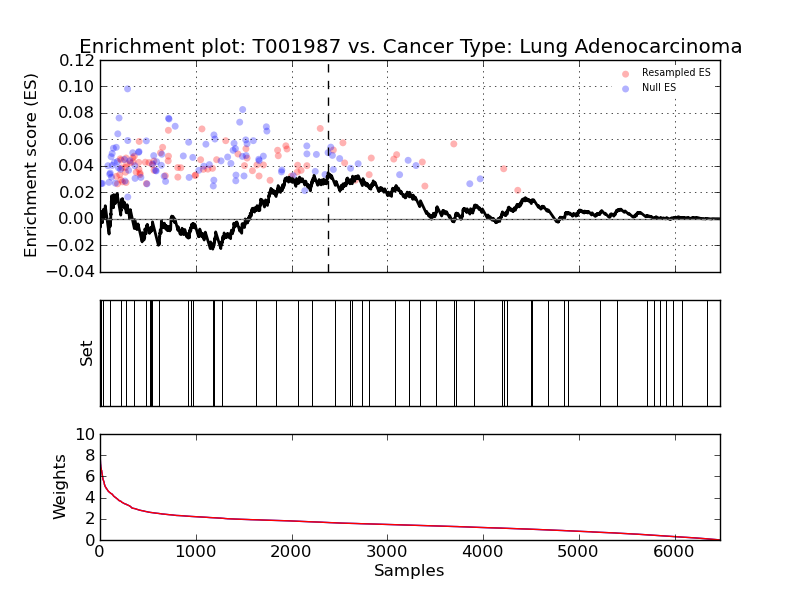 Enrichment plot: T001987 vs. Cancer Type: Lung Adenocarcinoma
0.12
0.10
0.08
0.06
0.04
0.02
0.00
−0.02
−0.04
Enrichment score (ES)
Resampled ES
Null ES
Set
10
8
6
4
2
0
Weights
0 1000 2000 3000 4000 5000 6000
Samples